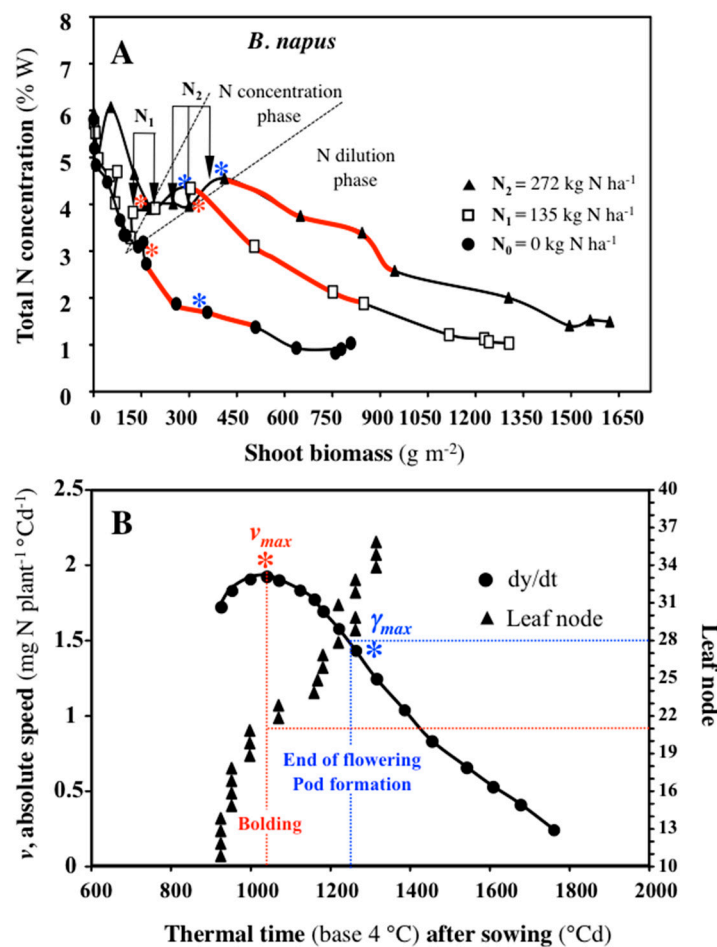 B. napus
A
Total N concentration (% W)
8
7
6
5
4
3
2
1
0
N1
N2
N concentration
phase
N dilution
phase
N₂ = 272 kg N ha⁻¹
N₁ = 135 kg N ha⁻¹
N₀ = 0 kg N ha⁻¹
0 150 300 450 600 750 900 1050 1200 1350 1500 1650
Shoot biomass (g m⁻²)
B
v, absolute speed (mg N plant⁻¹ °Cd⁻¹)
2.5
2
1.5
1
0.5
0
vmax
γmax
dy/dt
Leaf node
End of flowering
Pod formation
Bolding
40
37
34
31
28
25
22
19
16
13
10
Leaf node
600 800 1000 1200 1400 1600 1800 2000
Thermal time (base 4 °C) after sowing (°Cd)